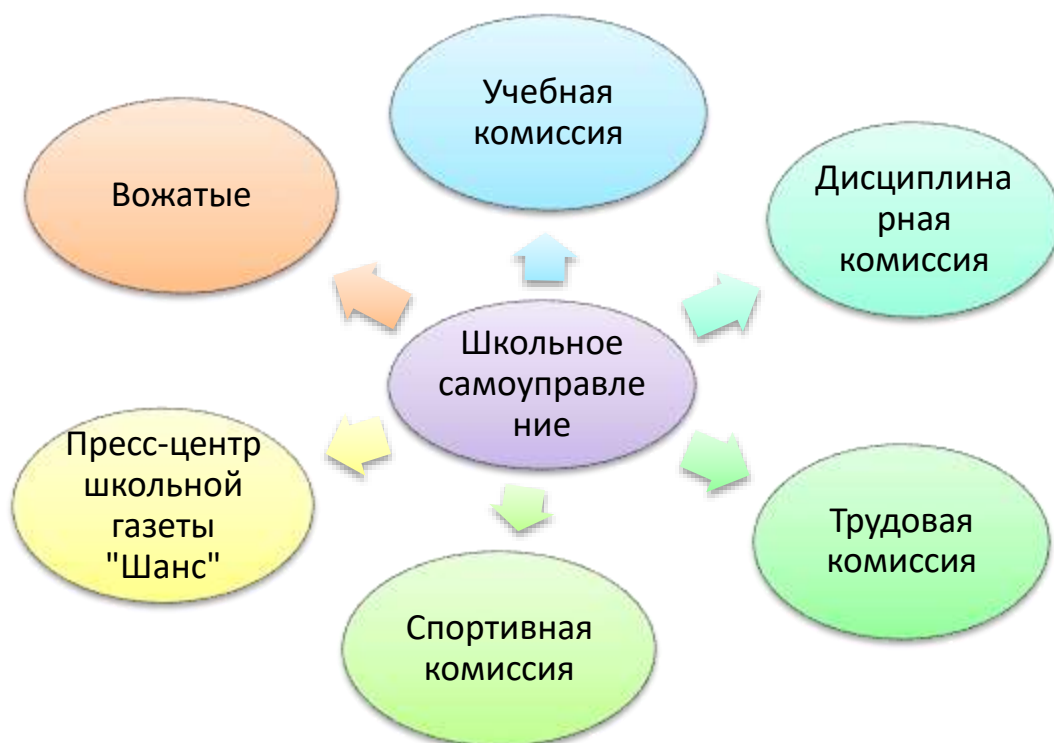 Учебная
комиссия
Вожатые
Дисциплина
рная
комиссия
Школьное
самоуправле
ние
Пресс-центр
школьной
газеты
"Шанс"
Трудовая
комиссия
Спортивная
комиссия